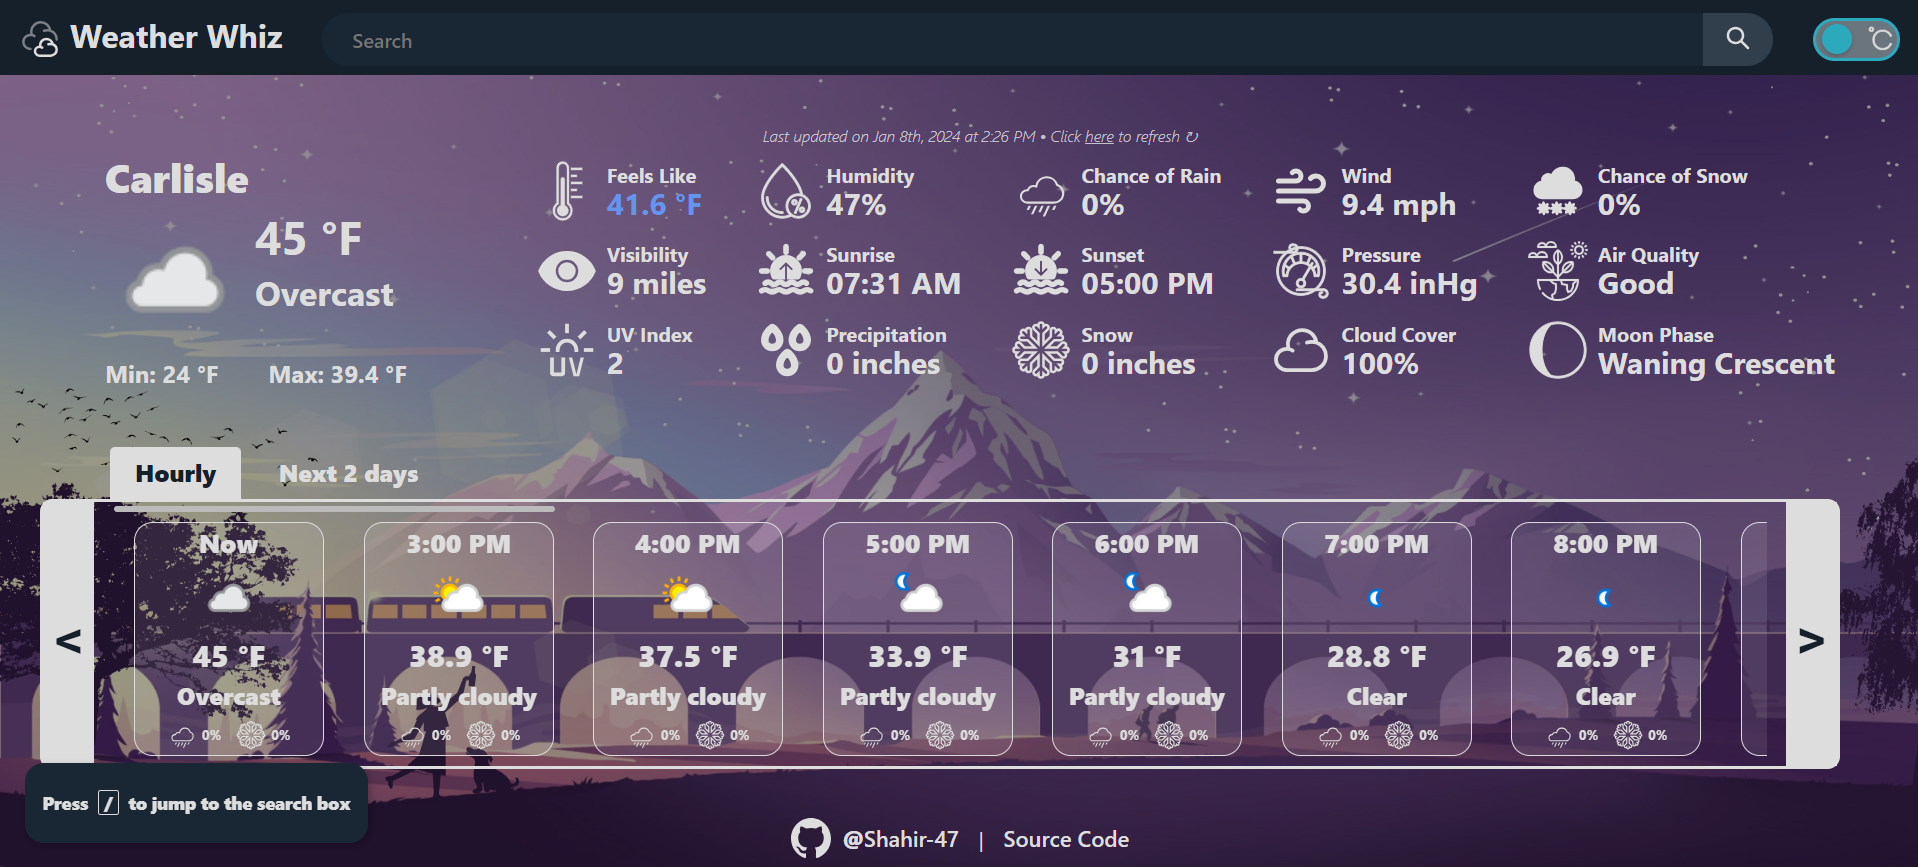 Weather Whiz
Search
°C
Last updated on Jan 8th, 2024 at 2:26 PM • Click here to refresh ↻
Carlisle
45 °F
Overcast
Min: 24 °F Max: 39.4 °F
Feels Like
41.6 °F
Humidity
47%
Chance of Rain
0%
Wind
9.4 mph
Chance of Snow
0%
Visibility
9 miles
Sunrise
07:31 AM
Sunset
05:00 PM
Pressure
30.4 inHg
Air Quality
Good
UV
UV Index
2
Precipitation
0 inches
Snow
0 inches
Cloud Cover
100%
Moon Phase
Waning Crescent
Hourly
Next 2 days
<
Now
45 °F
Overcast
0% 0%
3:00 PM
38.9 °F
Partly cloudy
0% 0%
4:00 PM
37.5 °F
Partly cloudy
0% 0%
5:00 PM
33.9 °F
Partly cloudy
0% 0%
6:00 PM
31 °F
Partly cloudy
0% 0%
7:00 PM
28.8 °F
Clear
0% 0%
8:00 PM
26.9 °F
Clear
0% 0%
>
Press / to jump to the search box
@Shahir-47 | Source Code